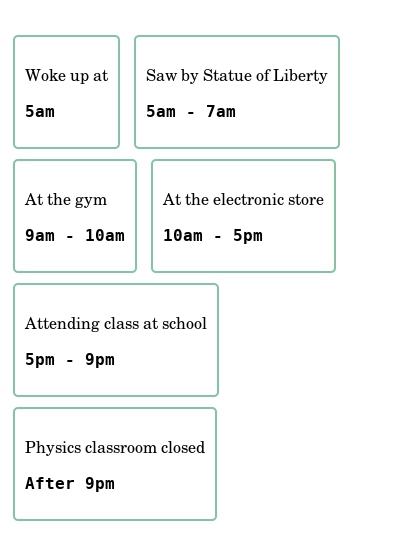 Woke up at
5am
Saw by Statue of Liberty
5am - 7am
At the gym
9am - 10am
At the electronic store
10am - 5pm
Attending class at school
5pm - 9pm
Physics classroom closed
After 9pm